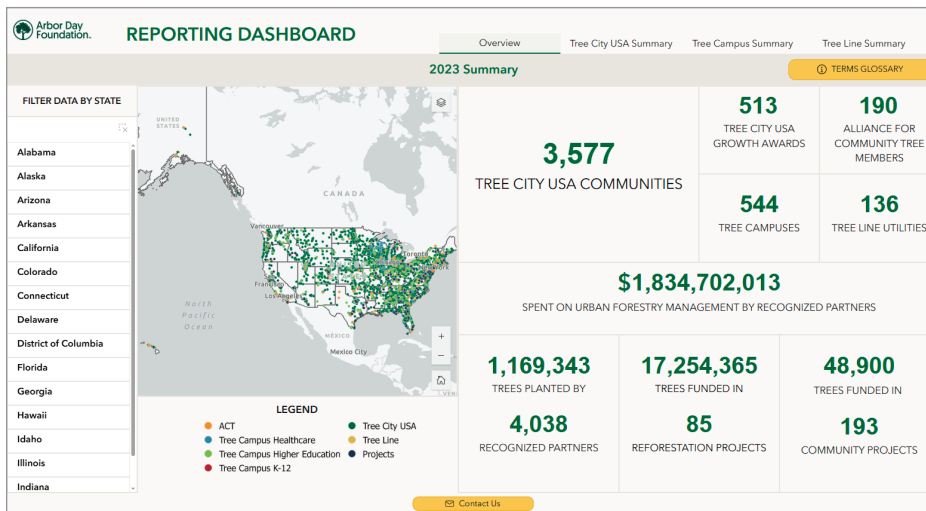 Arbor Day
Foundation.
REPORTING DASHBOARD
Overview
Tree City USA Summary
Tree Campus Summary
Tree Line Summary
2023 Summary
TERMS GLOSSARY
FILTER DATA BY STATE
Alabama
Alaska
Arizona
Arkansas
California
Colorado
Connecticut
Delaware
District of Columbia
Florida
Georgia
Hawaii
Idaho
Illinois
Indiana
UNITED
STATES
CANADA
Vancouver
Toronto
San
Francisco
Los Angeles
North
Pacific
Ocean
MÉXICO
Mexico City
+
−
LEGEND
ACT
Tree Campus Healthcare
Tree Campus Higher Education
Tree Campus K-12
Tree City USA
Tree Line
Projects
3,577
TREE CITY USA COMMUNITIES
513
TREE CITY USA
GROWTH AWARDS
190
ALLIANCE FOR
COMMUNITY TREE
MEMBERS
544
TREE CAMPUSES
136
TREE LINE UTILITIES
$1,834,702,013
SPENT ON URBAN FORESTRY MANAGEMENT BY RECOGNIZED PARTNERS
1,169,343
TREES PLANTED BY
4,038
RECOGNIZED PARTNERS
17,254,365
TREES FUNDED IN
85
REFORESTATION PROJECTS
48,900
TREES FUNDED IN
193
COMMUNITY PROJECTS
Contact Us